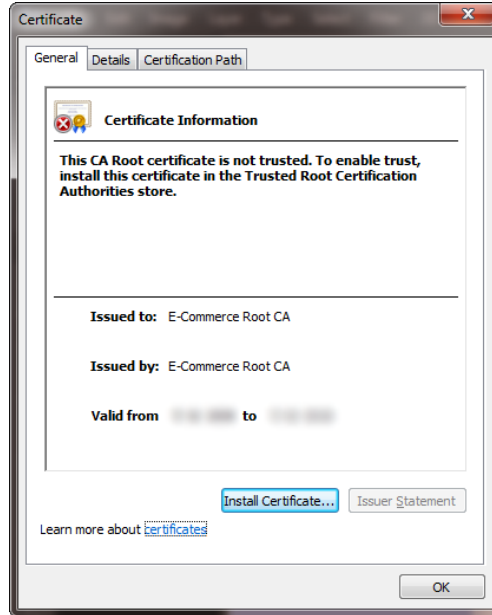 Certificate
General Details Certification Path
Certificate Information
This CA Root certificate is not trusted. To enable trust,
install this certificate in the Trusted Root Certification
Authorities store.
Issued to: E-Commerce Root CA
Issued by: E-Commerce Root CA
Valid from to
Install Certificate... Issuer Statement
Learn more about certificates
OK